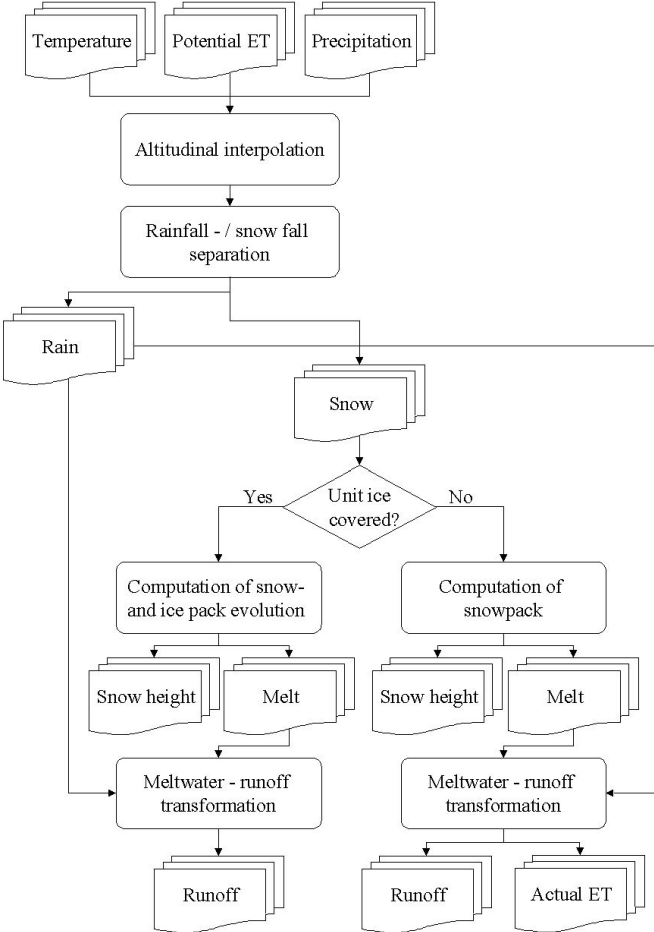 Temperature
Potential ET
Precipitation
Altitudinal interpolation
Rainfall - / snow fall
separation
Rain
Snow
Yes
Unit ice
covered?
No
Computation of snow-
and ice pack evolution
Computation of
snowpack
Snow height
Melt
Snow height
Melt
Meltwater - runoff
transformation
Meltwater - runoff
transformation
Runoff
Runoff
Actual ET